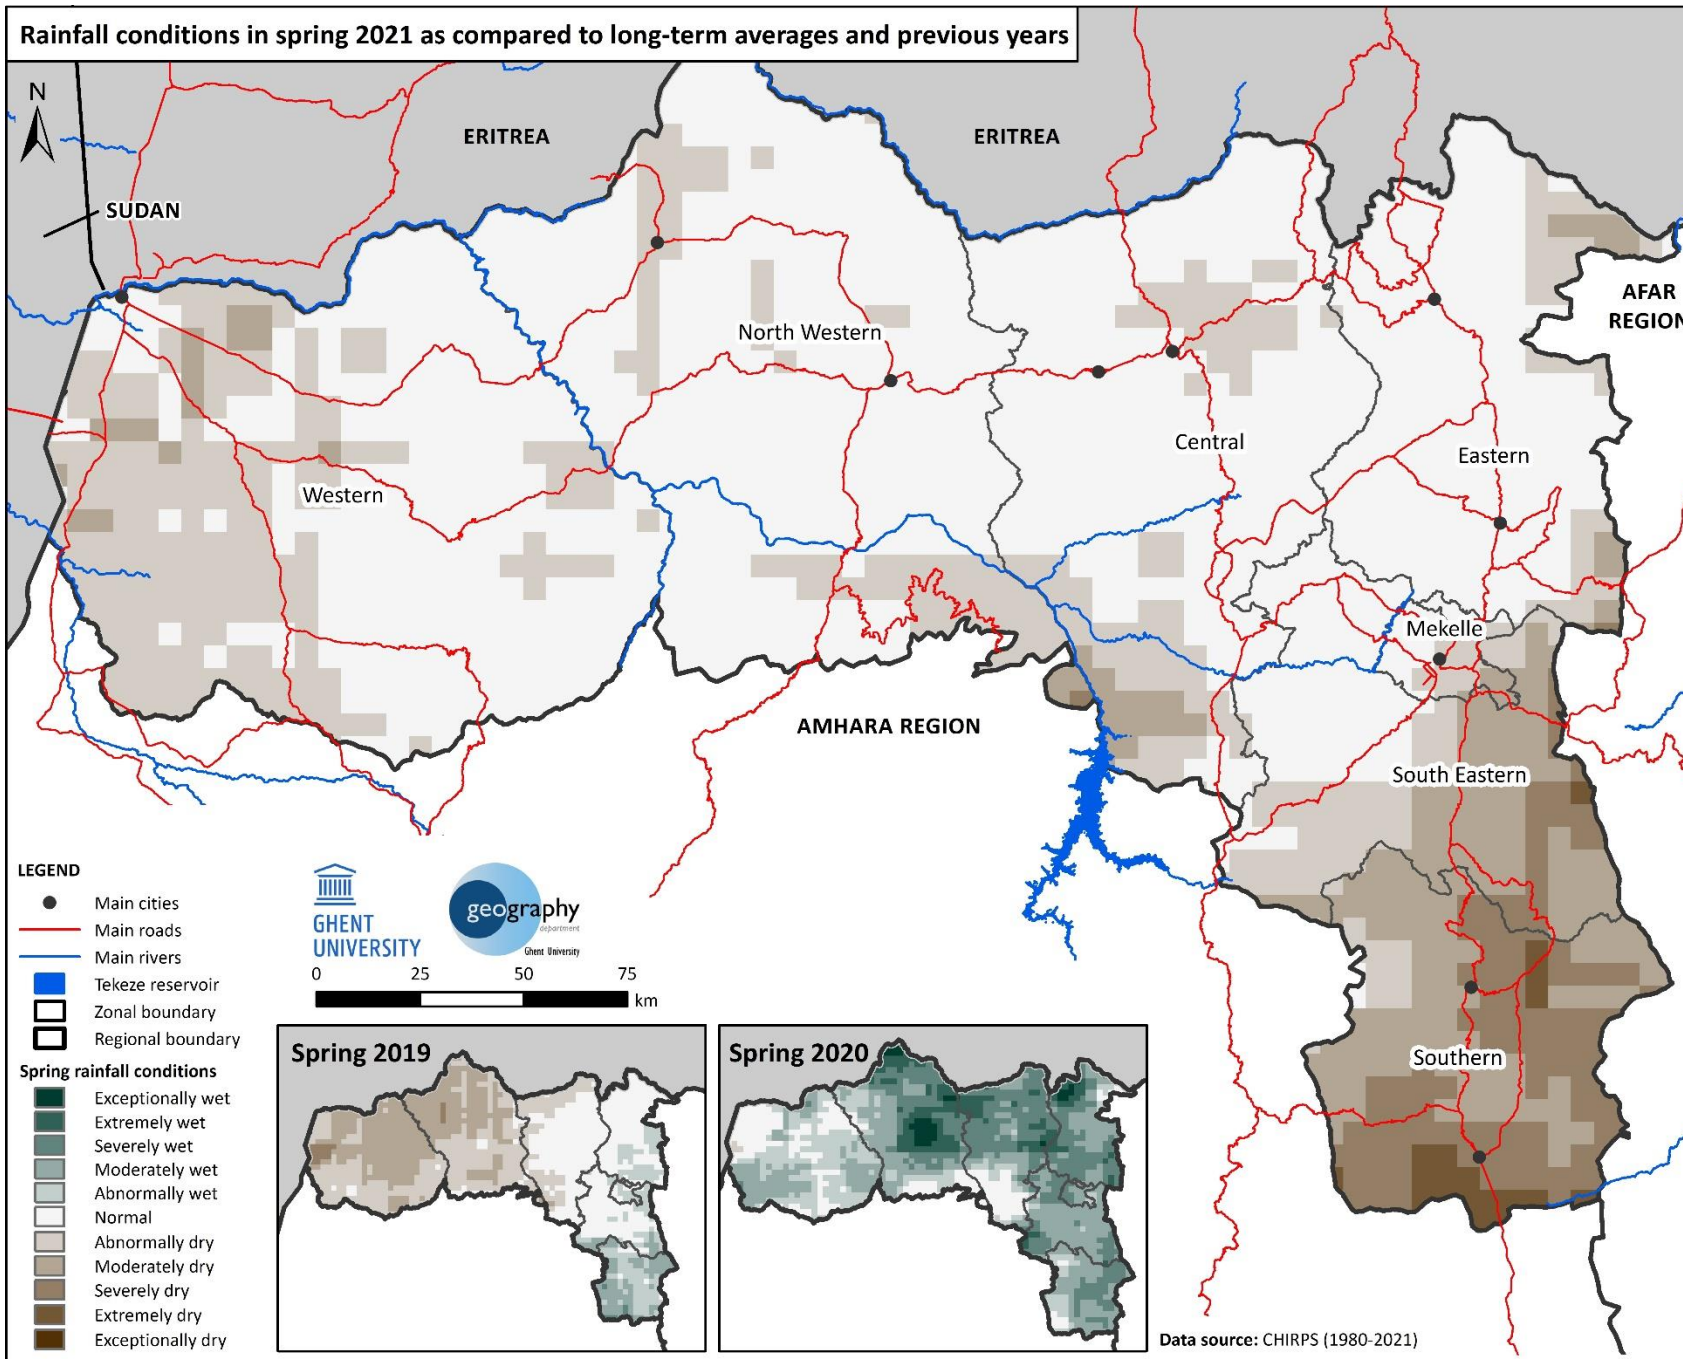 Rainfall conditions in spring 2021 as compared to long-term averages and previous years
N
ERITREA
ERITREA
SUDAN
AFAR
REGION
North Western
Central
Eastern
Western
Mekelle
AMHARA REGION
South Eastern
Southern
LEGEND
Main cities
Main roads
Main rivers
Tekeze reservoir
Zonal boundary
Regional boundary
Spring rainfall conditions
Exceptionally wet
Extremely wet
Severely wet
Moderately wet
Abnormally wet
Normal
Abnormally dry
Moderately dry
Severely dry
Extremely dry
Exceptionally dry
GHENT
UNIVERSITY
geography
department
Ghent University
0 25 50 75
km
Spring 2019
Spring 2020
Data source: CHIRPS (1980-2021)